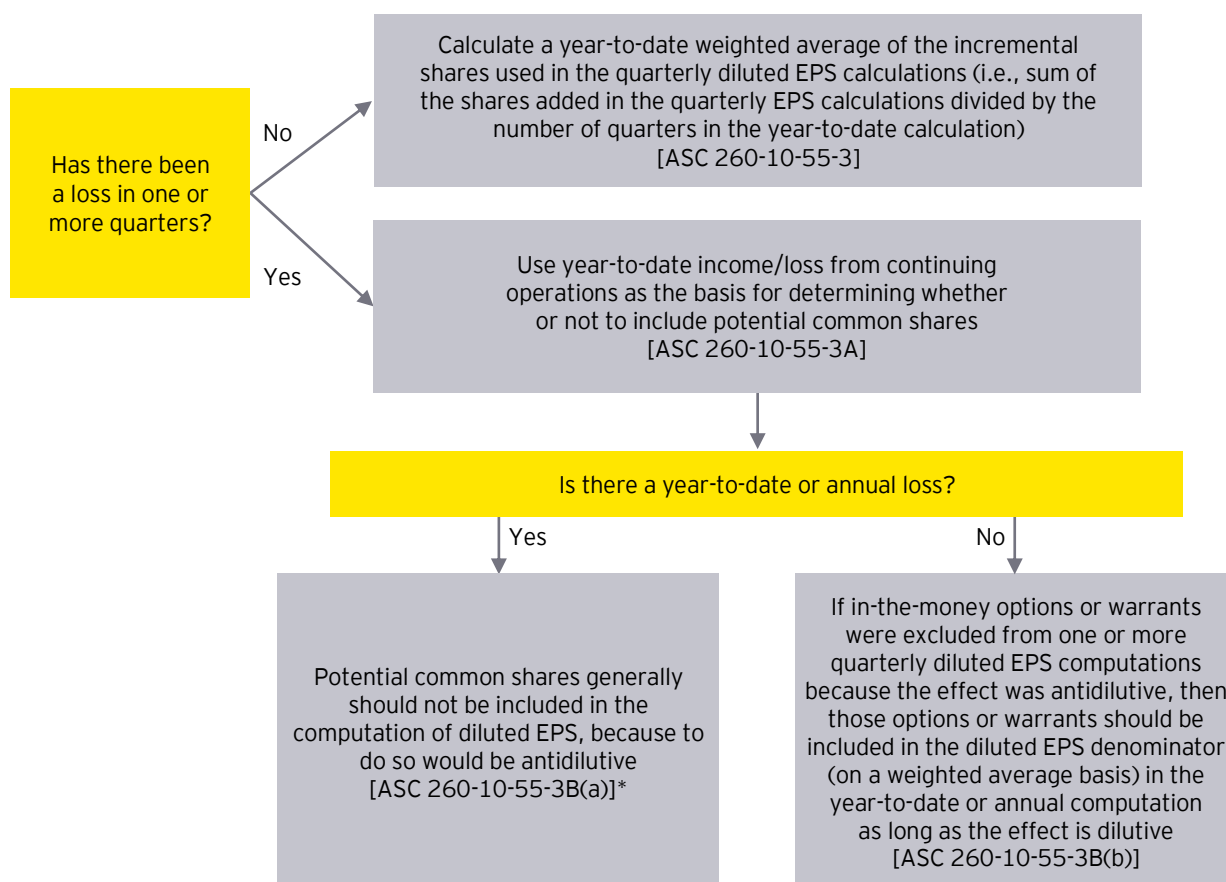 Calculate a year-to-date weighted average of the incremental
shares used in the quarterly diluted EPS calculations (i.e., sum of
the shares added in the quarterly EPS calculations divided by the
number of quarters in the year-to-date calculation)
[ASC 260-10-55-3]
No
Has there been
a loss in one or
more quarters?
Yes
Use year-to-date income/loss from continuing
operations as the basis for determining whether
or not to include potential common shares
[ASC 260-10-55-3A]
Is there a year-to-date or annual loss?
Yes
No
Potential common shares generally
should not be included in the
computation of diluted EPS, because to
do so would be antidilutive
[ASC 260-10-55-3B(a)]*
If in-the-money options or warrants
were excluded from one or more
quarterly diluted EPS computations
because the effect was antidilutive, then
those options or warrants should be
included in the diluted EPS denominator
(on a weighted average basis) in the
year-to-date or annual computation
as long as the effect is dilutive
[ASC 260-10-55-3B(b)]